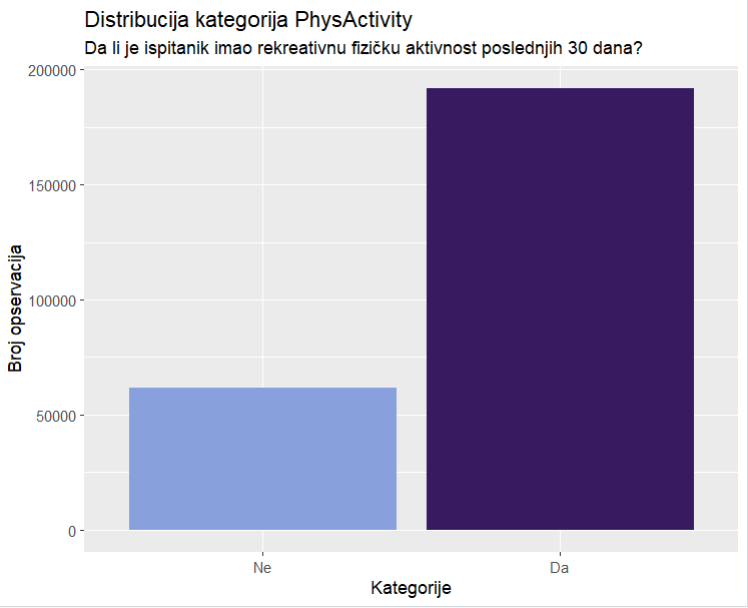 Distribucija kategorija PhysActivity
Da li je ispitanik imao rekreativnu fizičku aktivnost poslednjih 30 dana?
200000
150000
100000
50000
0
Broj opservacija
Ne
Da
Kategorije